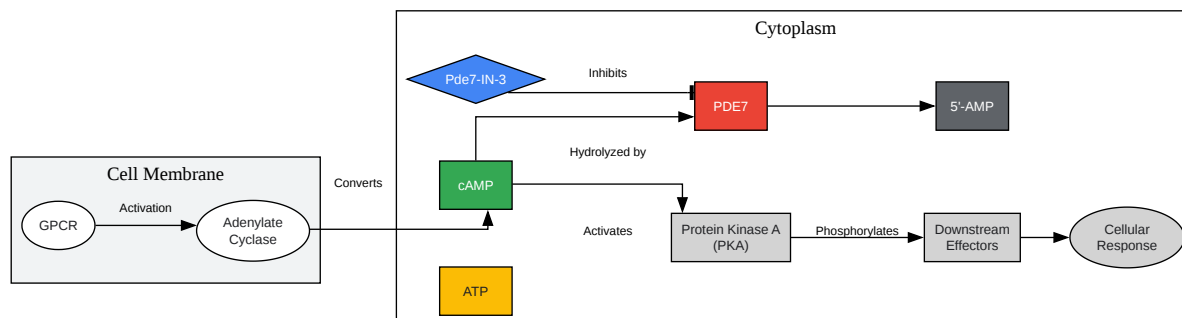 Cytoplasm
Pde7-IN-3
Inhibits
PDE7
5'-AMP
Hydrolyzed by
Cell Membrane
Converts
cAMP
GPCR
Activation
Adenylate
Cyclase
Activates
Protein Kinase A
(PKA)
Phosphorylates
Downstream
Effectors
Cellular
Response
ATP